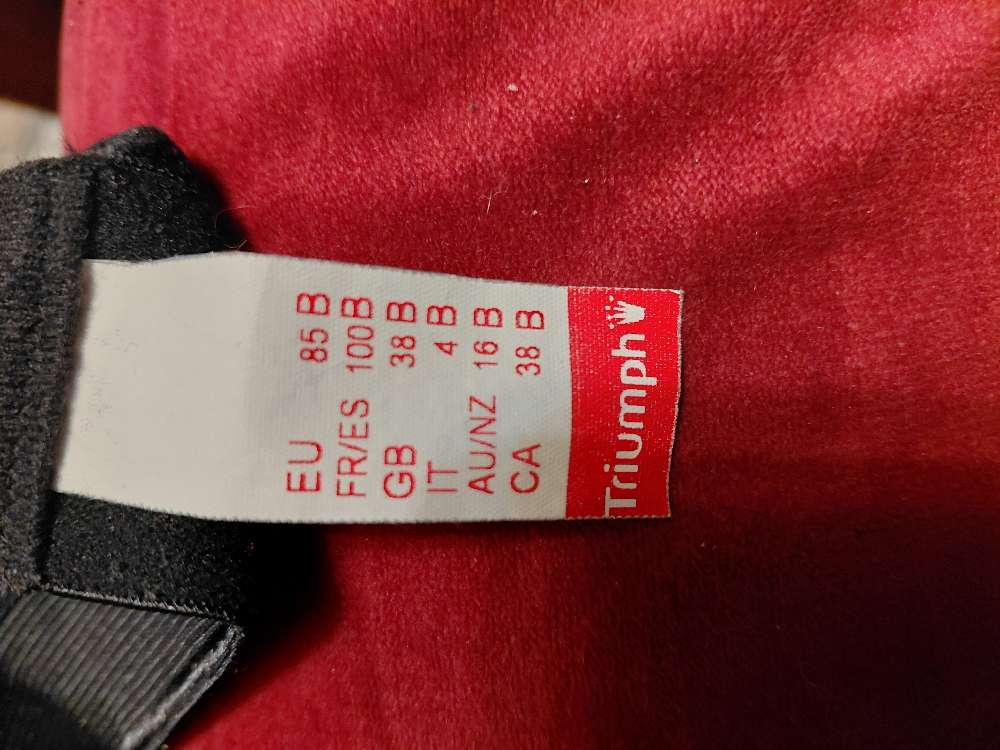 EU 85 B
FR/ES 100 B
GB 38 B
IT 4 B
AU/NZ 16 B
CA 38 B
Triumph